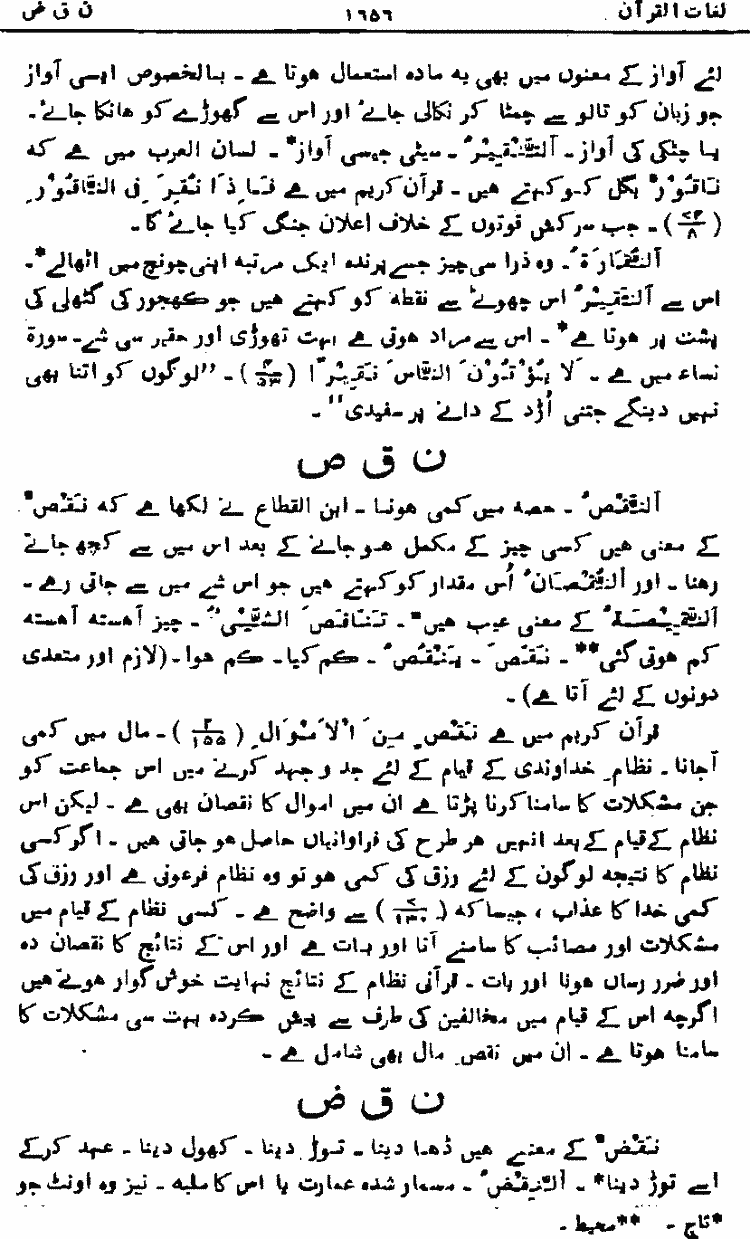 لغات القرآن ۱٦۵٦ ن ق ض
لئے آواز کے معنوں میں بھی یہ مادہ استعمال ہوتا ہے ۔ بالخصوص ایسی آواز
جو زبان کو تالو سے چمٹا کر نکالی جائے اور اس سے گھوڑے کو ہانکا جائے ۔
یا چٹکی کی آواز ۔ اَلنَّقِیْرُ ۔ سیٹی جیسی آواز* ۔ لسان العرب میں ہے کہ
نَاقُوْرٌ بگل کو کہتے ہیں ۔ قرآن کریم میں ہے فَاِذَا نُقِرَ فِی النَّاقُوْرِ
(۷۴/۸) ۔ جب سرکش قوتوں کے خلاف اعلان جنگ کیا جائے گا ۔
اَلنُّقَارَۃُ ۔ وہ ذرا سی چیز جسے پرندہ ایک مرتبہ اپنی چونچ میں اٹھالے* ۔
اس سے اَلنَّقِیْرُ اس چھوٹے سے نقطہ کو کہتے ہیں جو کھجور کی گٹھلی کی
پشت پر ہوتا ہے* ۔ اس سے مراد ہوتی ہے بہت تھوڑی اور حقیر سی شے ۔ سورۃ
نساء میں ہے ۔ لَا یُؤْتُوْنَ النَّاسَ نَقِیْرًا (۴/۵۳) ۔ ”لوگوں کو اتنا بھی
نہیں دینگے جتنی اُڑد کے دانے پر سفیدی“ ۔
ن ق ص
اَلنَّقْصُ ۔ حصہ میں کمی ہونا ۔ ابن القطاع نے لکھا ہے کہ نَقْصٌ
کے معنی ہیں کسی چیز کے مکمل ہو جانے کے بعد اس میں سے کچھ جاتے
رہنا ۔ اور اَلنُّقْصَانُ اُس مقدار کو کہتے ہیں جو اس شے میں سے جاتی رہے ۔
اَلنَّقِیْصَۃُ کے معنی عیب ہیں* ۔ تَنَاقَصَ الشَّیْئُ ۔ چیز آہستہ آہستہ
کم ہوتی گئی** ۔ نَقَصَ ۔ یَنْقُصُ ۔ کم کیا ۔ کم ہوا ۔ (لازم اور متعدی
دونوں کے لئے آتا ہے) ۔
قرآن کریم میں ہے نَقْصٍ مِنَ الْاَمْوَالِ (۲/۱۵۵) ۔ مال میں کمی
آجانا ۔ نظامِ خداوندی کے قیام کے لئے جد و جہد کرنے میں اس جماعت کو
جن مشکلات کا سامنا کرنا پڑتا ہے ان میں اموال کا نقصان بھی ہے ۔ لیکن اس
نظام کے قیام کے بعد انہیں ہر طرح کی فراوانیاں حاصل ہو جاتی ہیں ۔ اگر کسی
نظام کا نتیجہ لوگوں کے لئے رزق کی کمی ہو تو وہ نظام فرعونی ہے اور رزق کی
کمی خدا کا عذاب ، جیسا کہ (۷/۱۳۰) سے واضح ہے ۔ کسی نظام کے قیام میں
مشکلات اور مصائب کا سامنے آنا اور بات ہے اور اس کے نتائج کا نقصان دہ
اور ضرر رساں ہونا اور بات ۔ قرآنی نظام کے نتائج نہایت خوش گوار ہوتے ہیں
اگرچہ اس کے قیام میں مخالفین کی طرف سے پیش کردہ بہت سی مشکلات کا
سامنا ہوتا ہے ۔ ان میں نقصِ مال بھی شامل ہے ۔
ن ق ض
نَقْضٌ کے معنے ہیں ڈھا دینا ۔ توڑ دینا ۔ کھول دینا ۔ عہد کرکے
اسے توڑ دینا* ۔ اَلنِّقْضُ ۔ مسمار شدہ عمارت یا اس کا ملبہ ۔ نیز وہ اونٹ جو
*تاج ۔ **محیط ۔